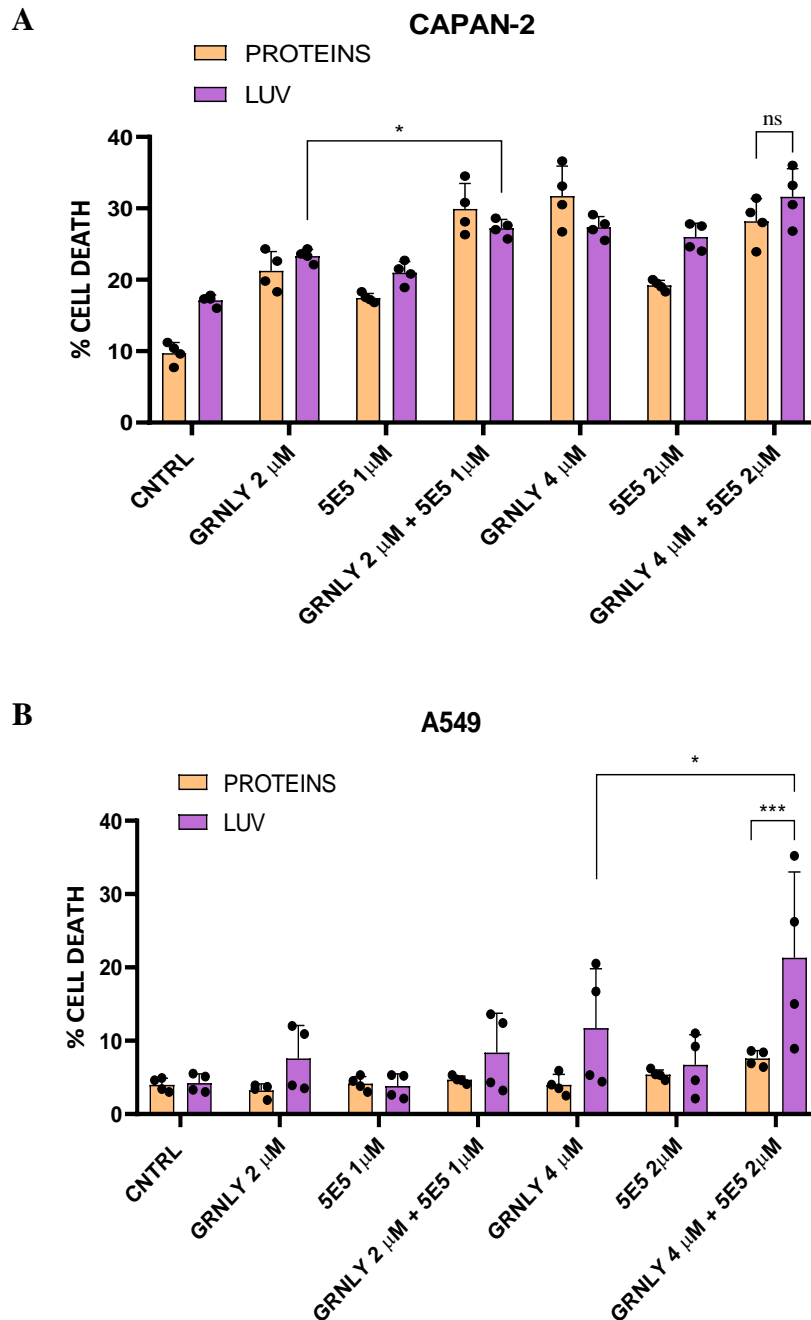 A
CAPAN-2
PROTEINS
LUV
*
ns
40
30
20
10
0
% CELL DEATH
CNTRL
GRNLY 2 μM
5E5 1μM
GRNLY 2 μM + 5E5 1μM
GRNLY 4 μM
5E5 2μM
GRNLY 4 μM + 5E5 2μM
B
A549
PROTEINS
LUV
*
***
40
30
20
10
0
% CELL DEATH
CNTRL
GRNLY 2 μM
5E5 1μM
GRNLY 2 μM + 5E5 1μM
GRNLY 4 μM
5E5 2μM
GRNLY 4 μM + 5E5 2μM